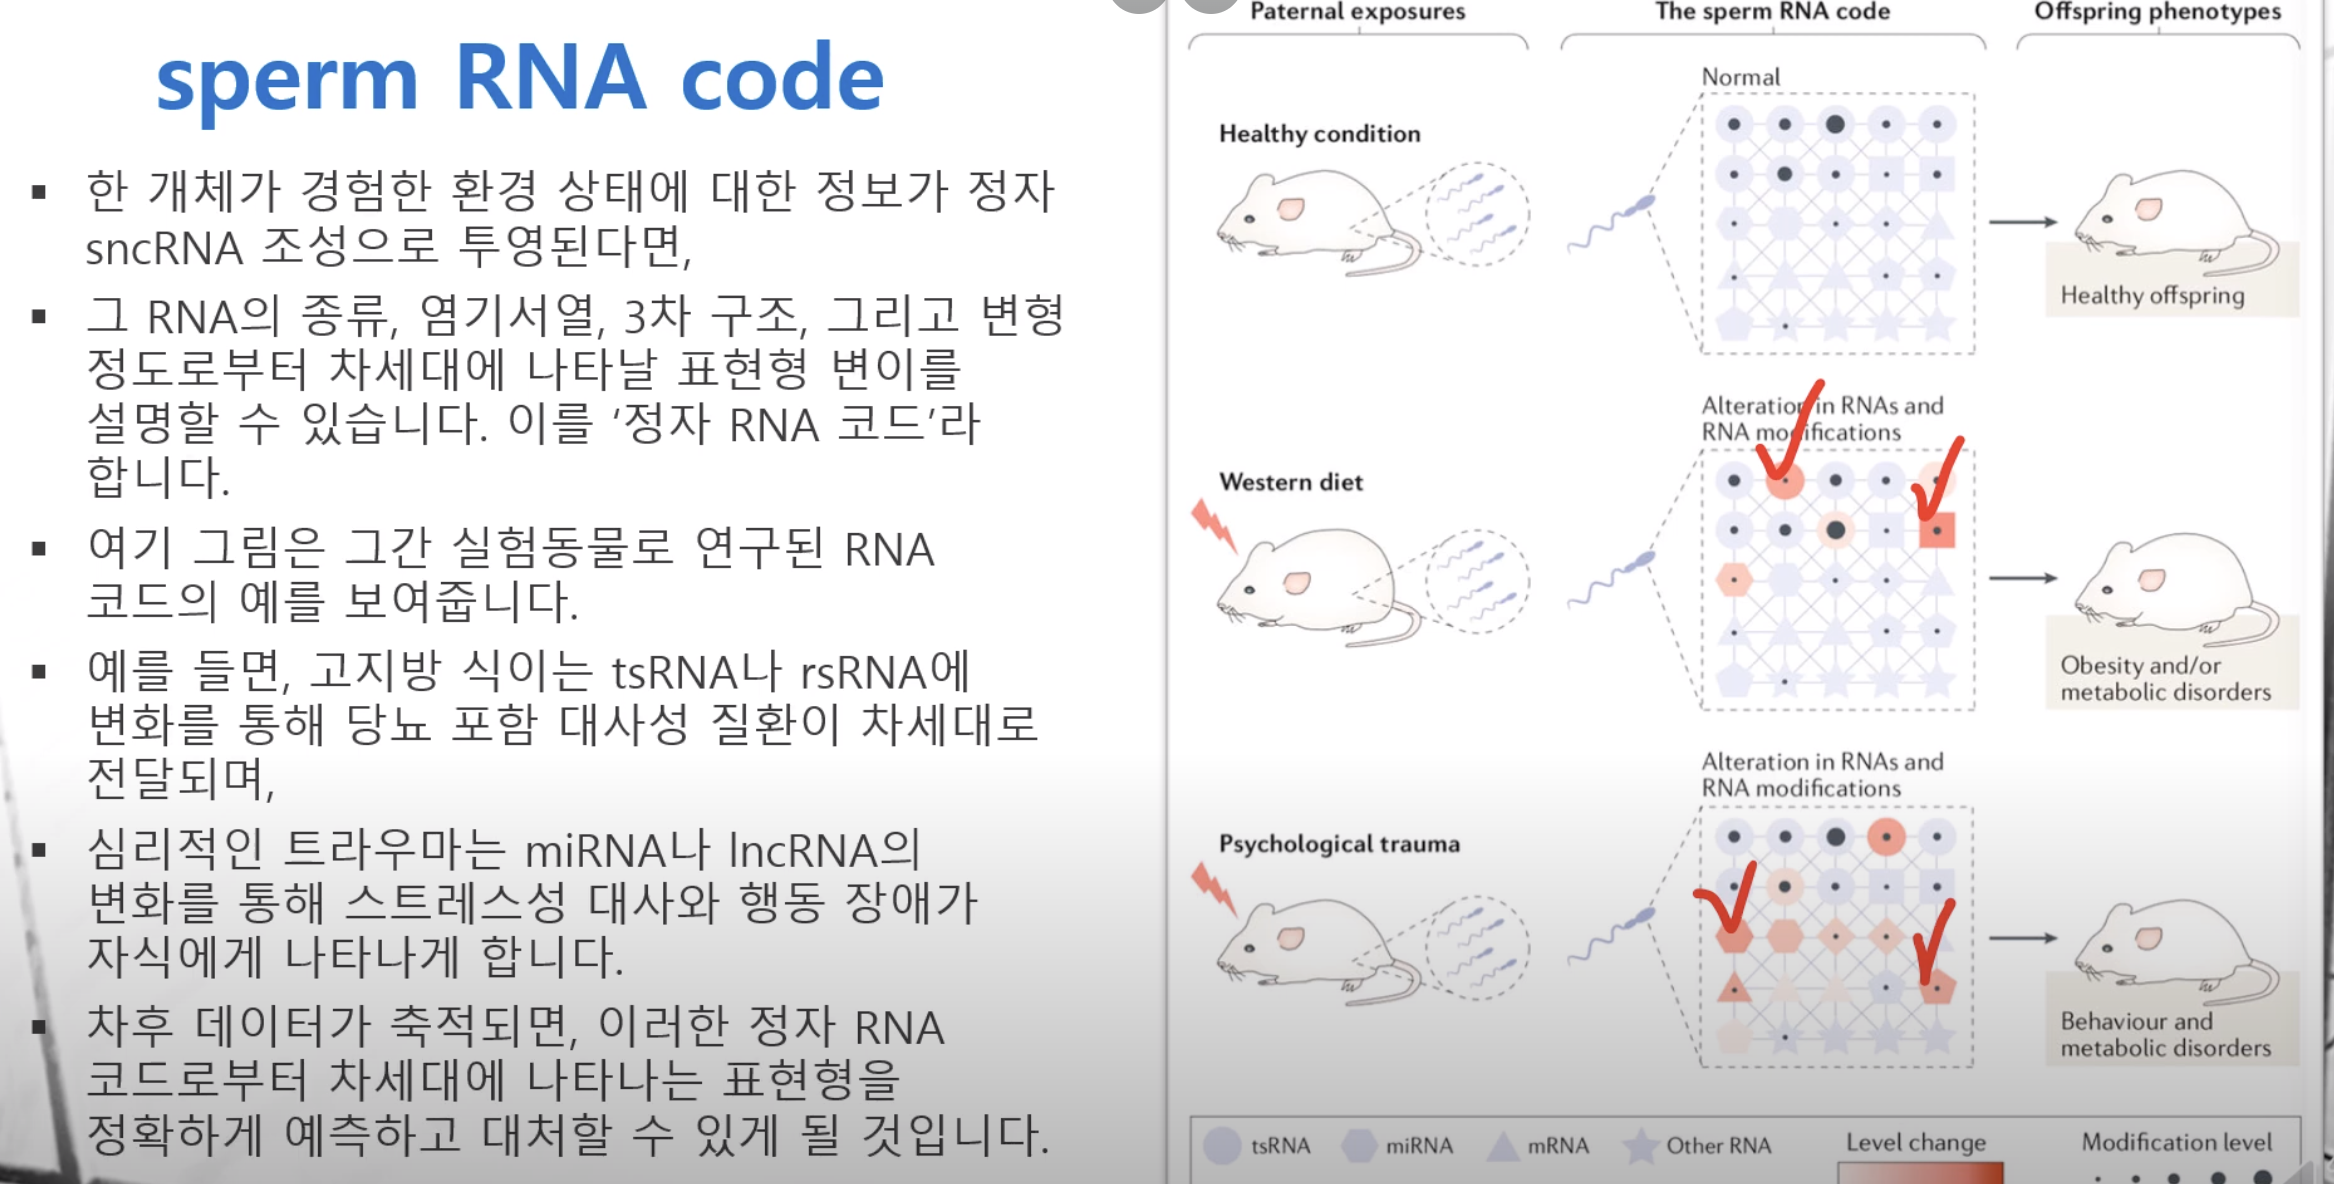 sperm RNA code
▪ 한 개체가 경험한 환경 상태에 대한 정보가 정자
sncRNA 조성으로 투영된다면,
▪ 그 RNA의 종류, 염기서열, 3차 구조, 그리고 변형
정도로부터 차세대에 나타날 표현형 변이를
설명할 수 있습니다. 이를 ‘정자 RNA 코드’라
합니다.
▪ 여기 그림은 그간 실험동물로 연구된 RNA
코드의 예를 보여줍니다.
▪ 예를 들면, 고지방 식이는 tsRNA나 rsRNA에
변화를 통해 당뇨 포함 대사성 질환이 차세대로
전달되며,
▪ 심리적인 트라우마는 miRNA나 lncRNA의
변화를 통해 스트레스성 대사와 행동 장애가
자식에게 나타나게 합니다.
▪ 차후 데이터가 축적되면, 이러한 정자 RNA
코드로부터 차세대에 나타나는 표현형을
정확하게 예측하고 대처할 수 있게 될 것입니다.
Paternal exposures
The sperm RNA code
Offspring phenotypes
Normal
Healthy condition
Healthy offspring
Alteration in RNAs and
RNA modifications
Western diet
Obesity and/or
metabolic disorders
Alteration in RNAs and
RNA modifications
Psychological trauma
Behaviour and
metabolic disorders
tsRNA
miRNA
mRNA
Other RNA
Level change
Modification level